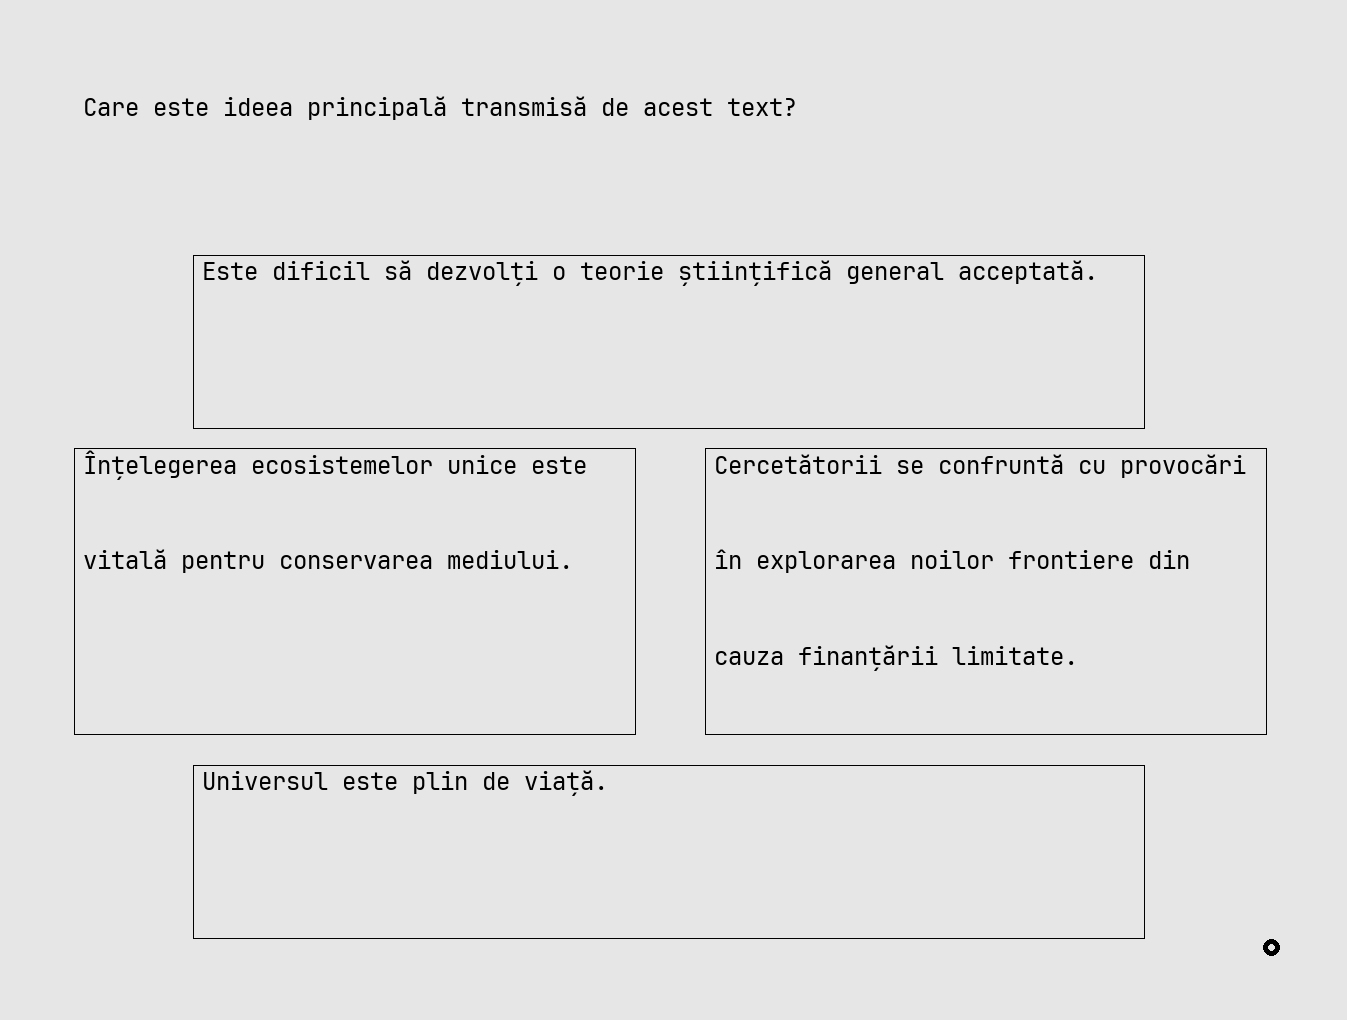 Care este ideea principală transmisă de acest text?
Este dificil să dezvolți o teorie științifică general acceptată.
Înțelegerea ecosistemelor unice este
vitală pentru conservarea mediului.
Cercetătorii se confruntă cu provocări
în explorarea noilor frontiere din
cauza finanțării limitate.
Universul este plin de viață.